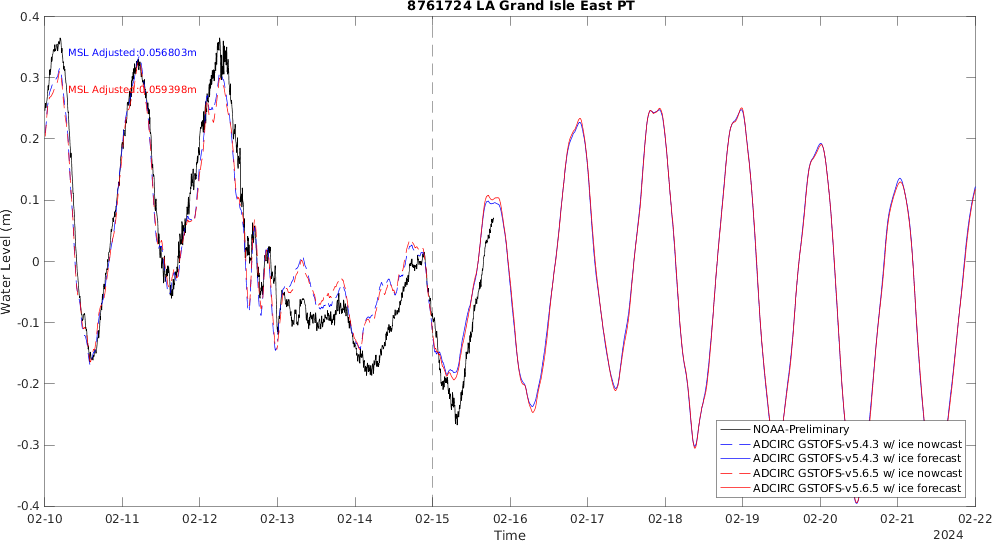 8761724 LA Grand Isle East PT
MSL Adjusted:0.056803m
MSL Adjusted:0.059398m
Water Level (m)
0.4
0.3
0.2
0.1
0
-0.1
-0.2
-0.3
-0.4
NOAA-Preliminary
ADCIRC GSTOFS-v5.4.3 w/ ice nowcast
ADCIRC GSTOFS-v5.4.3 w/ ice forecast
ADCIRC GSTOFS-v5.6.5 w/ ice nowcast
ADCIRC GSTOFS-v5.6.5 w/ ice forecast
02-10 02-11 02-12 02-13 02-14 02-15 02-16 02-17 02-18 02-19 02-20 02-21 02-22
Time
2024